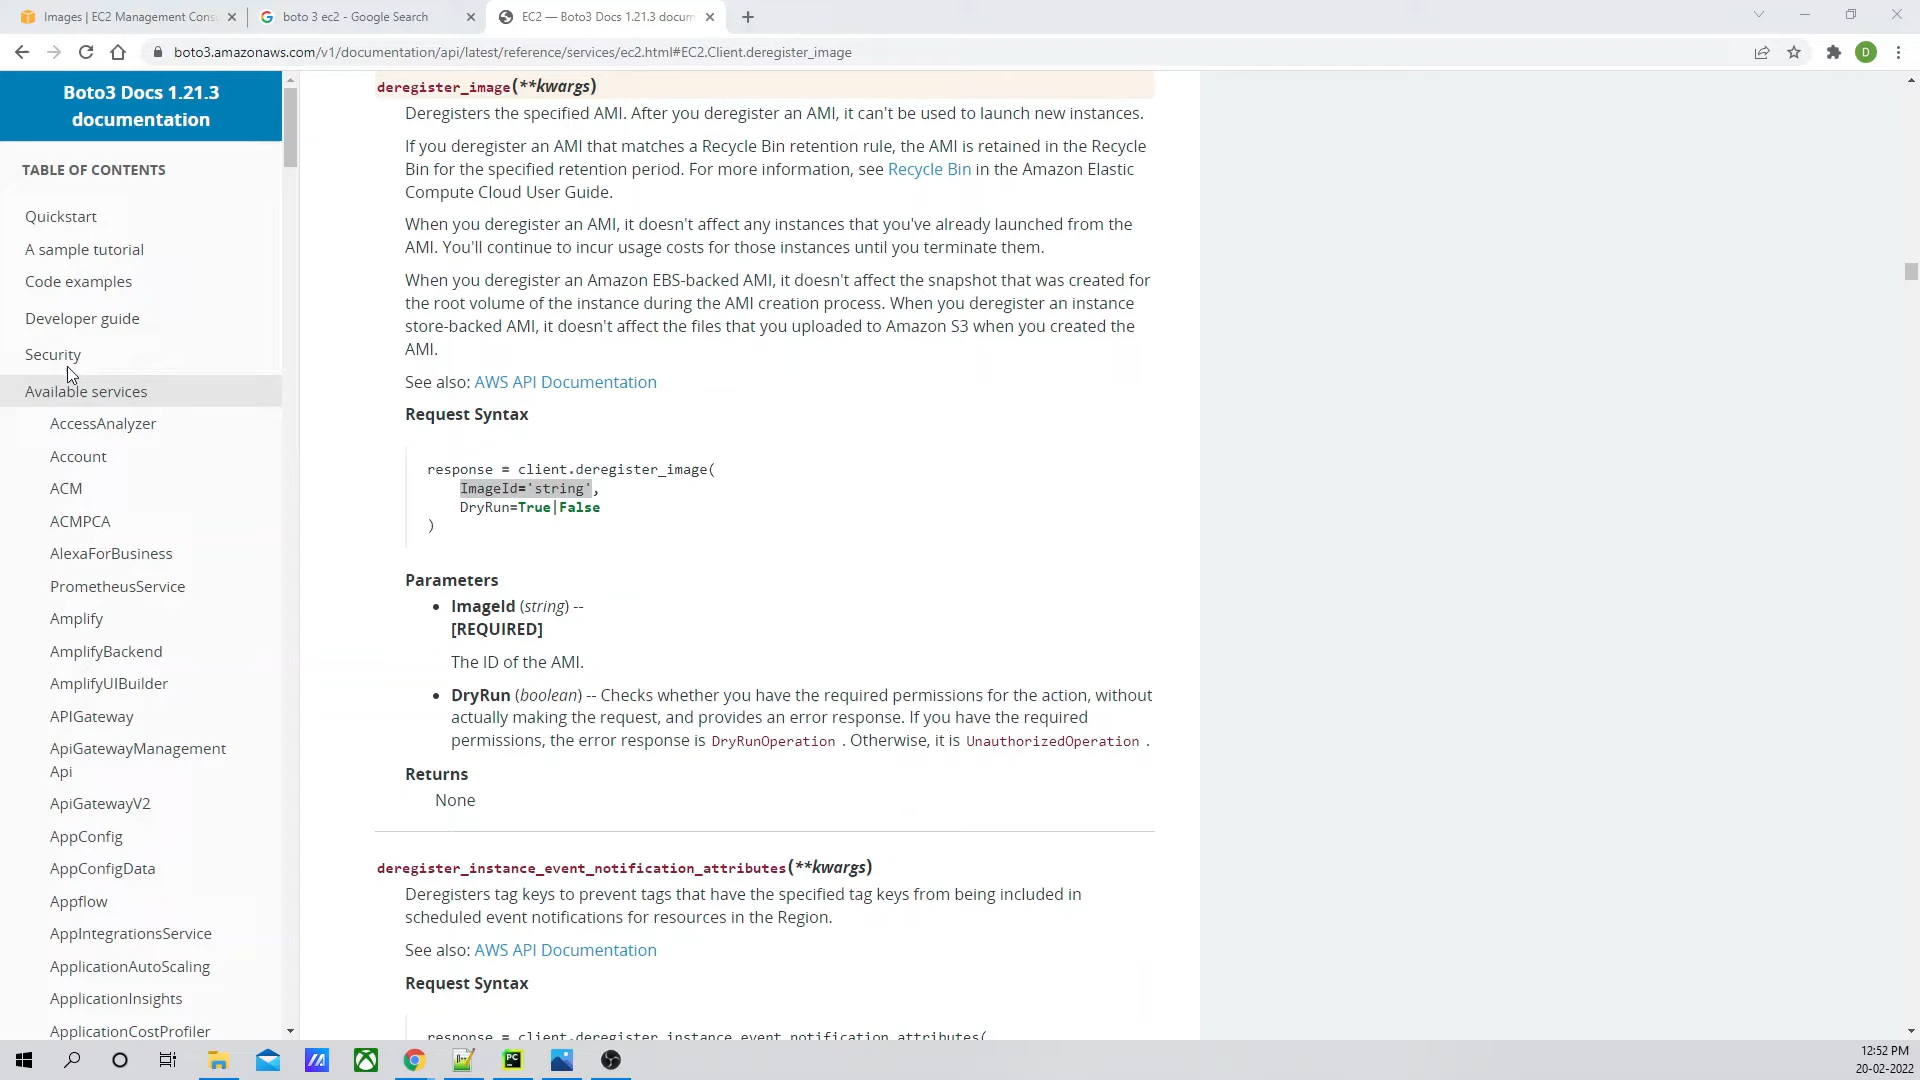 Images | EC2 Management Cons
boto 3 ec2 - Google Search
EC2 — Boto3 Docs 1.21.3 docum
boto3.amazonaws.com/v1/documentation/api/latest/reference/services/ec2.html#EC2.Client.deregister_image
D
Boto3 Docs 1.21.3
documentation
TABLE OF CONTENTS
Quickstart
A sample tutorial
Code examples
Developer guide
Security
Available services
AccessAnalyzer
Account
ACM
ACMPCA
AlexaForBusiness
PrometheusService
Amplify
AmplifyBackend
AmplifyUIBuilder
APIGateway
ApiGatewayManagement
Api
ApiGatewayV2
AppConfig
AppConfigData
Appflow
AppIntegrationsService
ApplicationAutoScaling
ApplicationInsights
ApplicationCostProfiler
deregister_image(**kwargs)
Deregisters the specified AMI. After you deregister an AMI, it can't be used to launch new instances.
If you deregister an AMI that matches a Recycle Bin retention rule, the AMI is retained in the Recycle
Bin for the specified retention period. For more information, see Recycle Bin in the Amazon Elastic
Compute Cloud User Guide.
When you deregister an AMI, it doesn't affect any instances that you've already launched from the
AMI. You'll continue to incur usage costs for those instances until you terminate them.
When you deregister an Amazon EBS-backed AMI, it doesn't affect the snapshot that was created for
the root volume of the instance during the AMI creation process. When you deregister an instance
store-backed AMI, it doesn't affect the files that you uploaded to Amazon S3 when you created the
AMI.
See also: AWS API Documentation
Request Syntax
response = client.deregister_image(
ImageId='string',
DryRun=True|False
)
Parameters
• ImageId (string) --
[REQUIRED]
The ID of the AMI.
• DryRun (boolean) -- Checks whether you have the required permissions for the action, without
actually making the request, and provides an error response. If you have the required
permissions, the error response is DryRunOperation . Otherwise, it is UnauthorizedOperation .
Returns
None
deregister_instance_event_notification_attributes(**kwargs)
Deregisters tag keys to prevent tags that have the specified tag keys from being included in
scheduled event notifications for resources in the Region.
See also: AWS API Documentation
Request Syntax
response = client.deregister_instance_event_notification_attributes(
PC
12:52 PM
20-02-2022